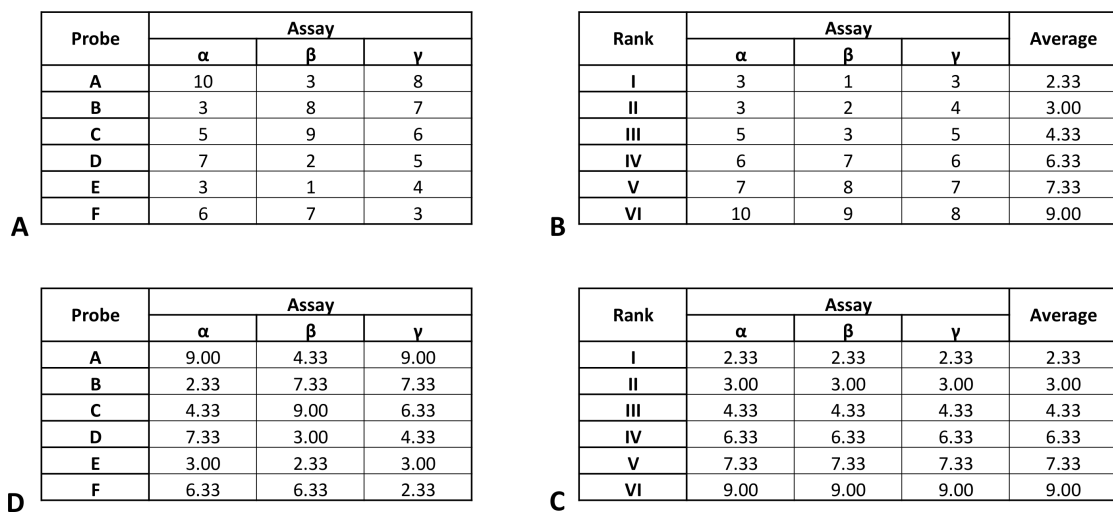 Probe Assay
α β γ
A 10 3 8
B 3 8 7
C 5 9 6
D 7 2 5
E 3 1 4
F 6 7 3
A
Rank Assay Average
α β γ
I 3 1 3 2.33
II 3 2 4 3.00
III 5 3 5 4.33
IV 6 7 6 6.33
V 7 8 7 7.33
VI 10 9 8 9.00
B
Probe Assay
α β γ
A 9.00 4.33 9.00
B 2.33 7.33 7.33
C 4.33 9.00 6.33
D 7.33 3.00 4.33
E 3.00 2.33 3.00
F 6.33 6.33 2.33
D
Rank Assay Average
α β γ
I 2.33 2.33 2.33 2.33
II 3.00 3.00 3.00 3.00
III 4.33 4.33 4.33 4.33
IV 6.33 6.33 6.33 6.33
V 7.33 7.33 7.33 7.33
VI 9.00 9.00 9.00 9.00
C